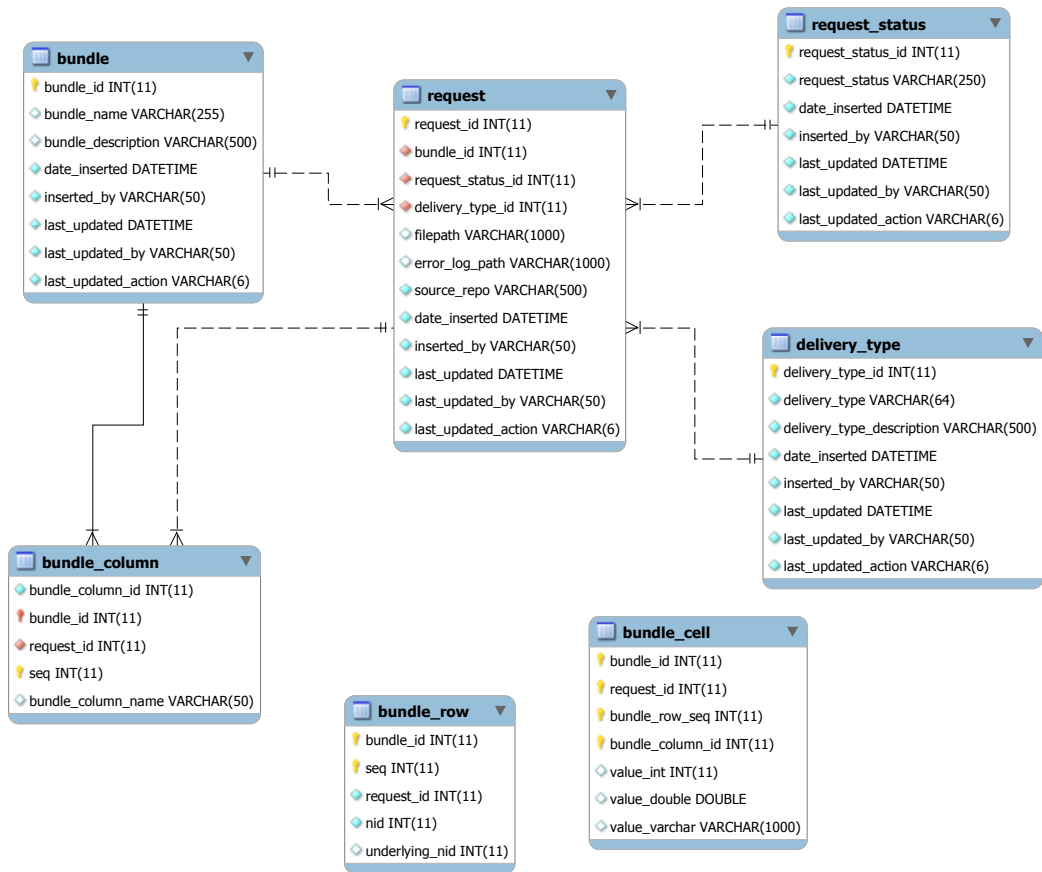 bundle
bundle_id INT(11)
bundle_name VARCHAR(255)
bundle_description VARCHAR(500)
date_inserted DATETIME
inserted_by VARCHAR(50)
last_updated DATETIME
last_updated_by VARCHAR(50)
last_updated_action VARCHAR(6)
request
request_id INT(11)
bundle_id INT(11)
request_status_id INT(11)
delivery_type_id INT(11)
filepath VARCHAR(1000)
error_log_path VARCHAR(1000)
source_repo VARCHAR(500)
date_inserted DATETIME
inserted_by VARCHAR(50)
last_updated DATETIME
last_updated_by VARCHAR(50)
last_updated_action VARCHAR(6)
request_status
request_status_id INT(11)
request_status VARCHAR(250)
date_inserted DATETIME
inserted_by VARCHAR(50)
last_updated DATETIME
last_updated_by VARCHAR(50)
last_updated_action VARCHAR(6)
delivery_type
delivery_type_id INT(11)
delivery_type VARCHAR(64)
delivery_type_description VARCHAR(500)
date_inserted DATETIME
inserted_by VARCHAR(50)
last_updated DATETIME
last_updated_by VARCHAR(50)
last_updated_action VARCHAR(6)
bundle_column
bundle_column_id INT(11)
bundle_id INT(11)
request_id INT(11)
seq INT(11)
bundle_column_name VARCHAR(50)
bundle_row
bundle_id INT(11)
seq INT(11)
request_id INT(11)
nid INT(11)
underlying_nid INT(11)
bundle_cell
bundle_id INT(11)
request_id INT(11)
bundle_row_seq INT(11)
bundle_column_id INT(11)
value_int INT(11)
value_double DOUBLE
value_varchar VARCHAR(1000)